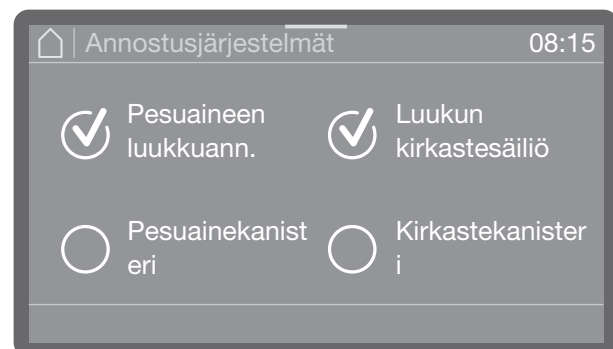 Annostusjärjestelmät 08:15
Pesuaineen
luukkuann.
Luukun
kirkastesäiliö
Pesuainekanist
eri
Kirkastekanister
i